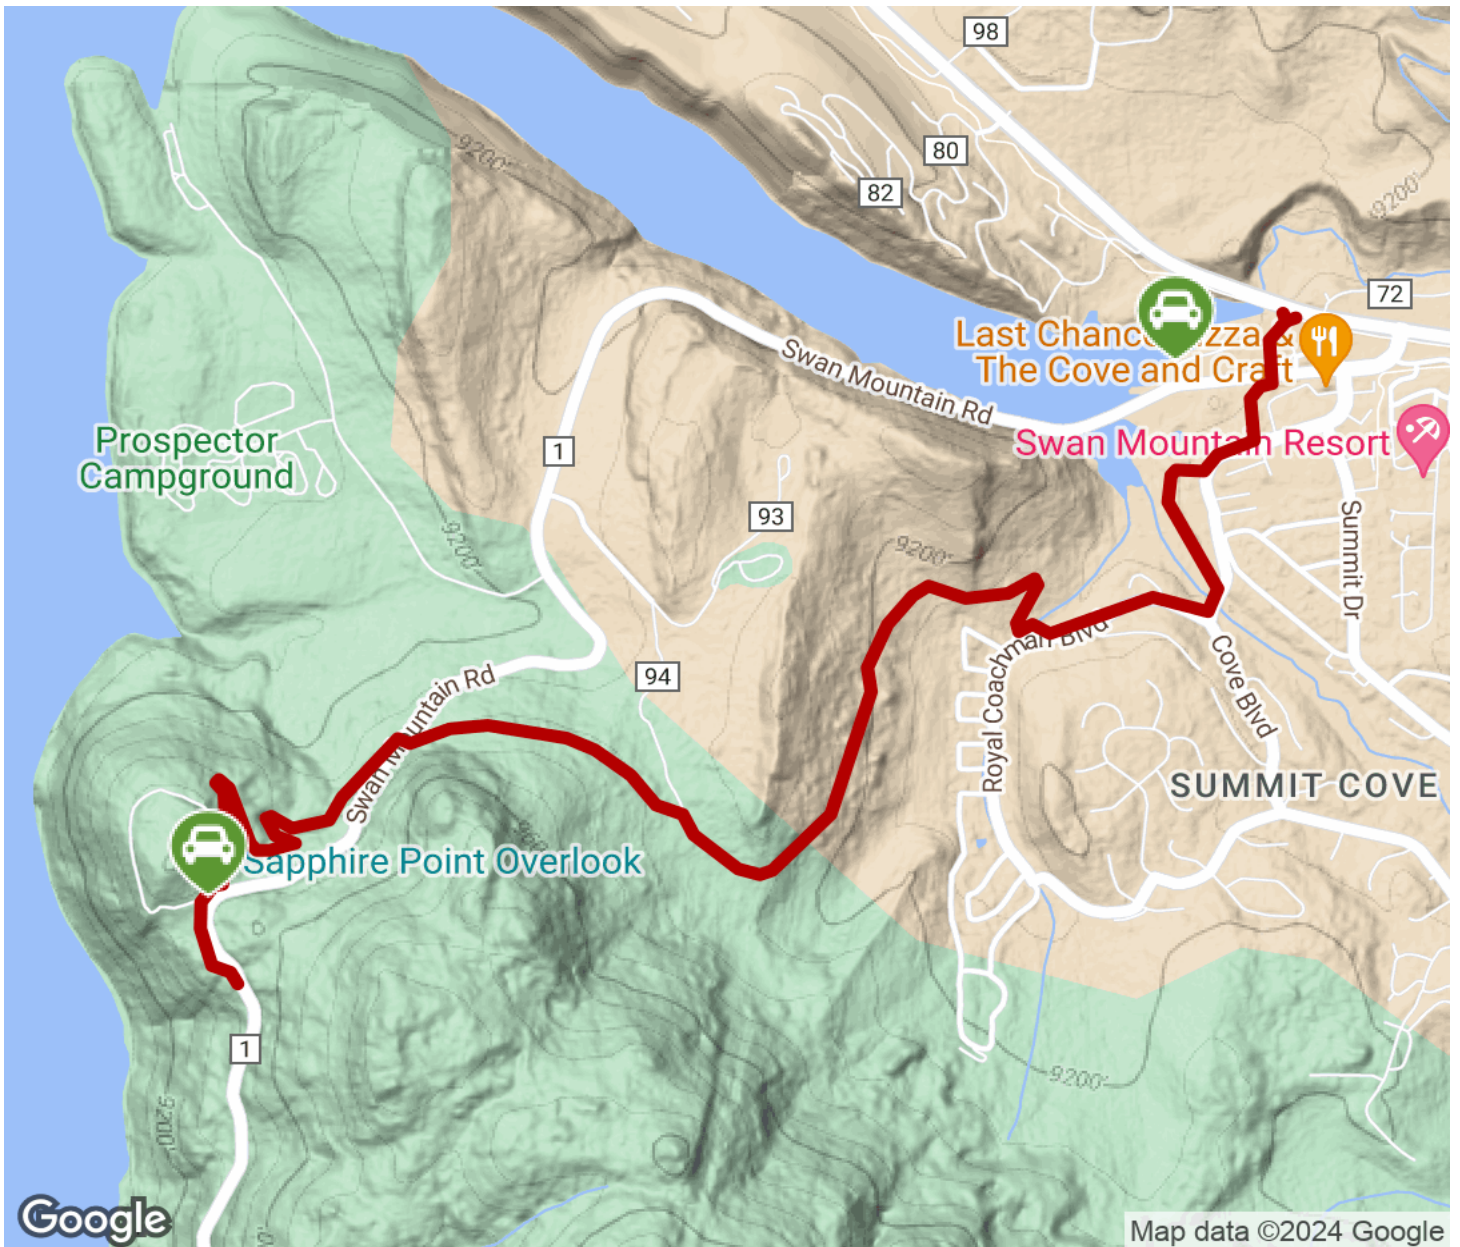 98
9200'
80
82
9200'
72
Last Chance Pizza &
The Cove and Craft
Swan Mountain Rd
Prospector
Campground
1
Swan Mountain Resort
93
9200'
9200'
Summit Dr
94
Royal Coachman Blvd
Cove Blvd
Swan Mountain Rd
SUMMIT COVE
Sapphire Point Overlook
1
9200'
9200'
Google
Map data ©2024 Google